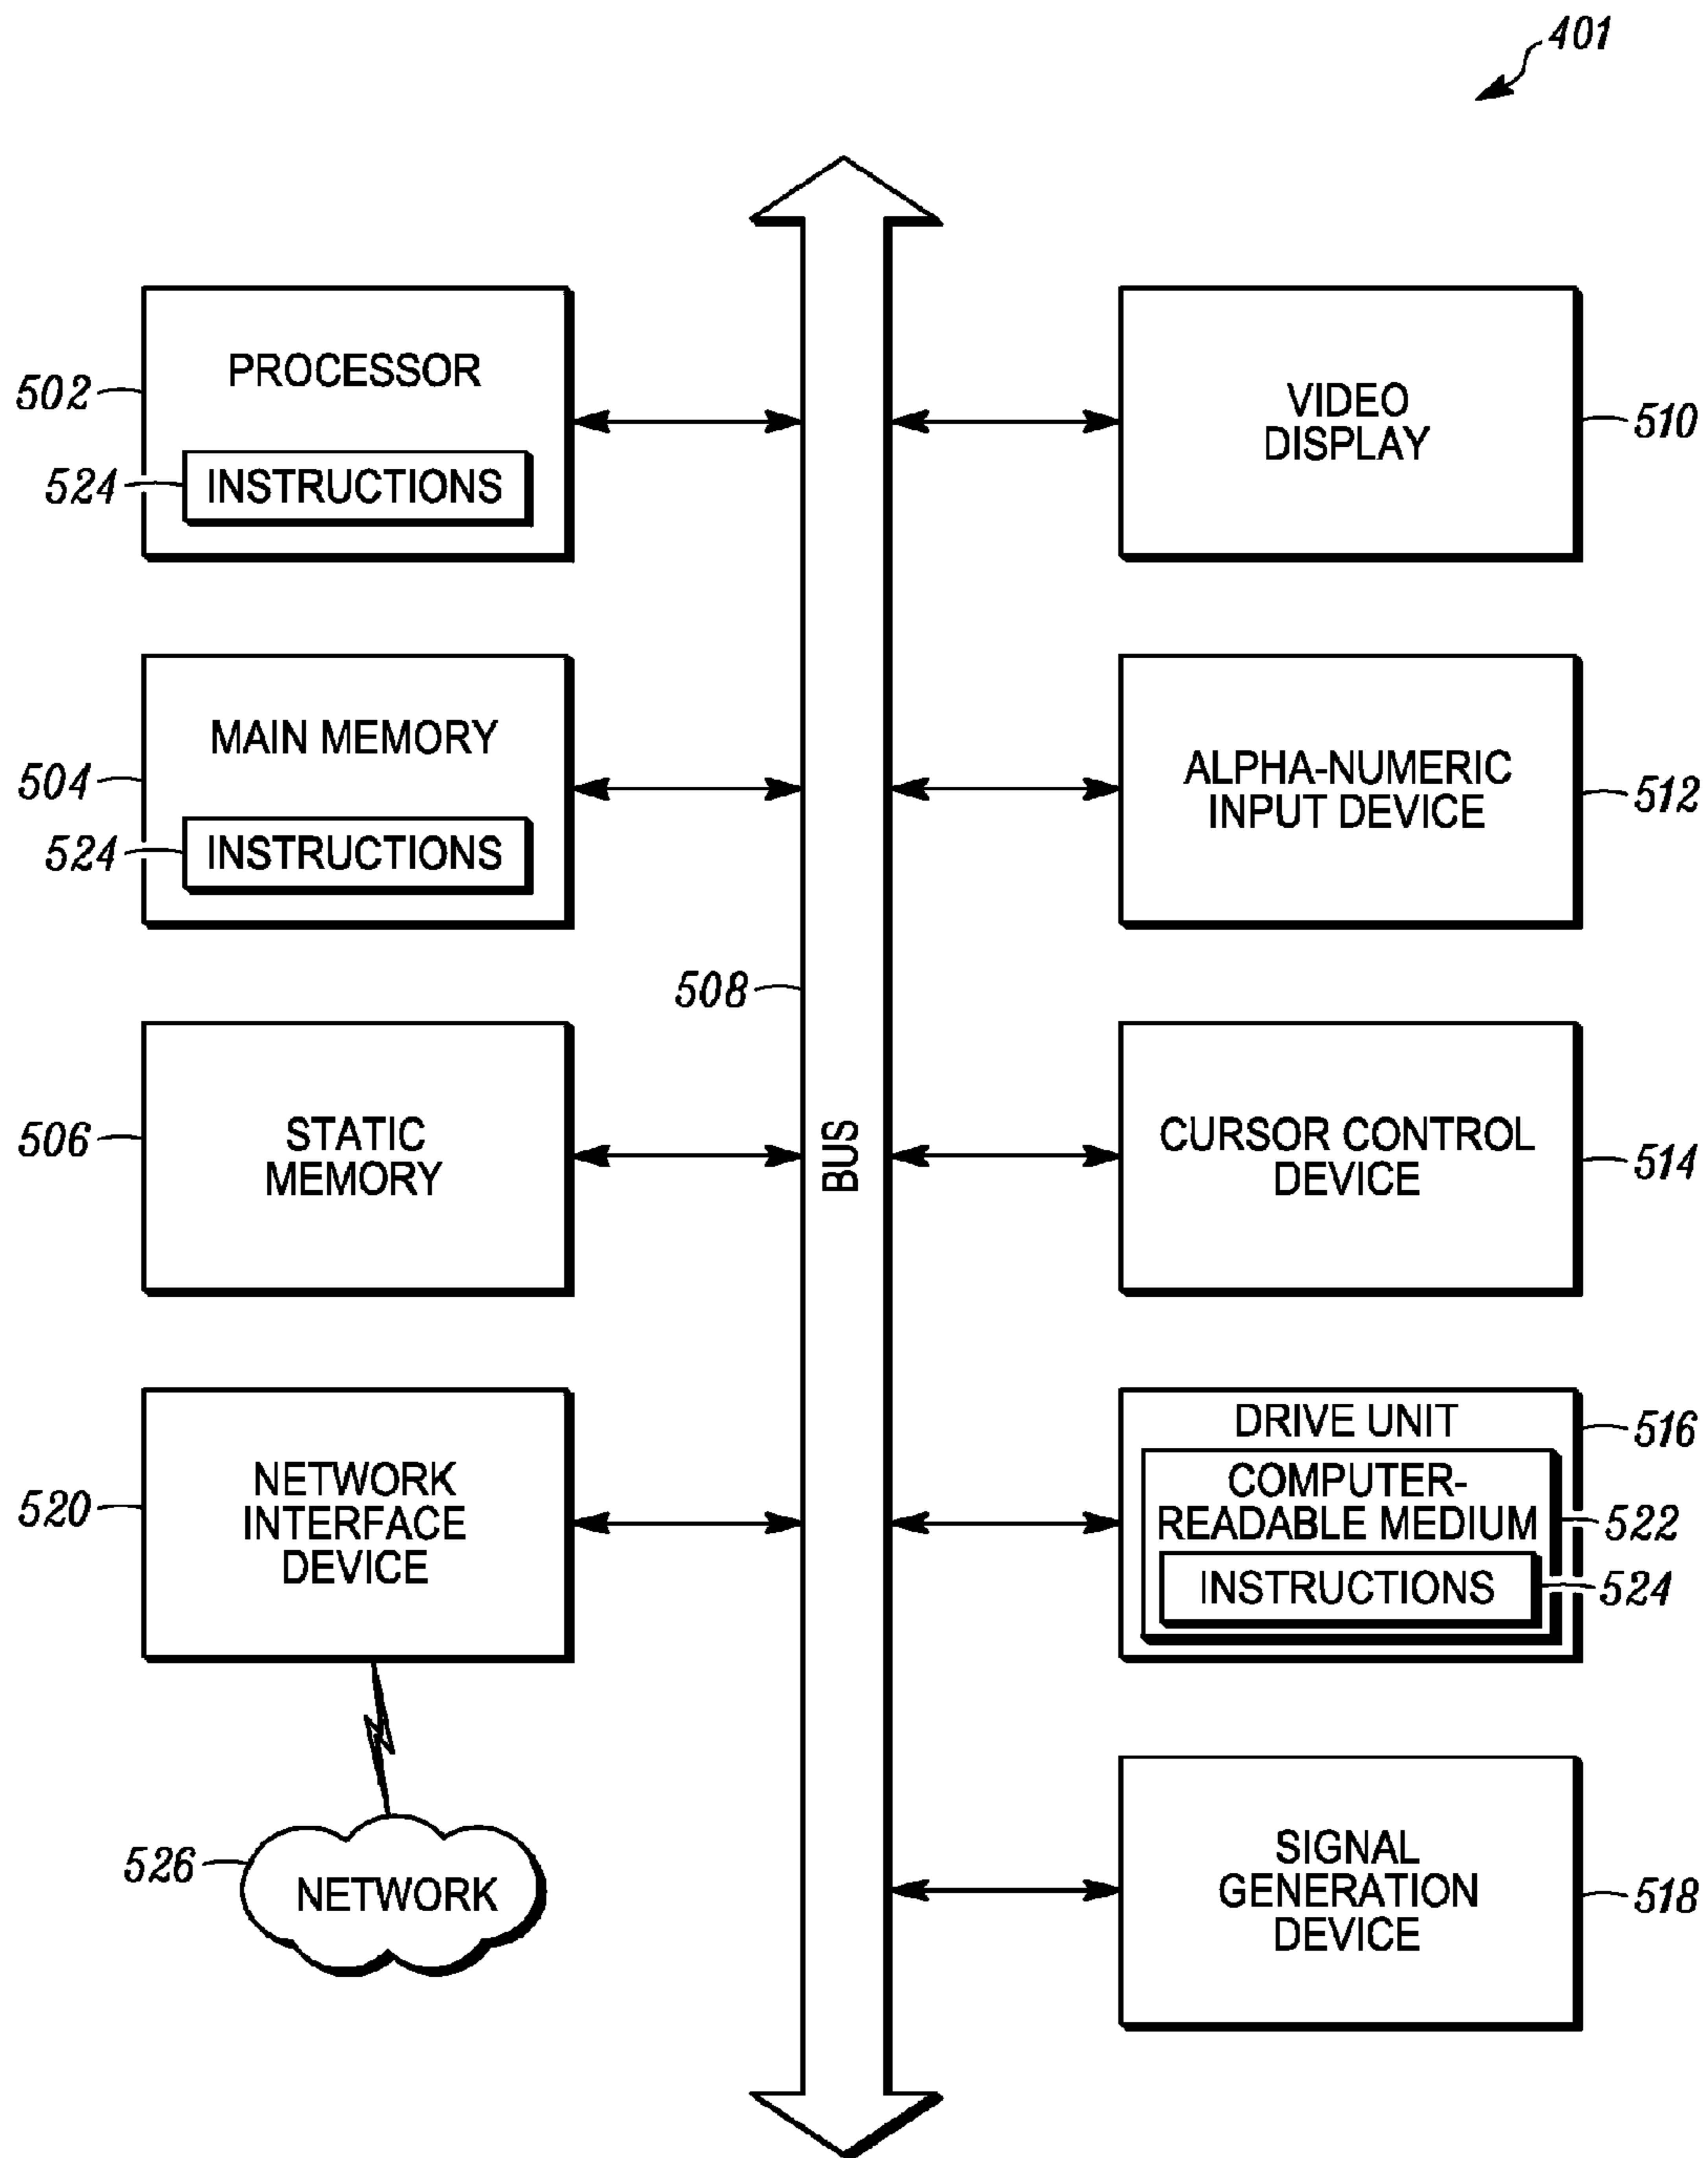 401
PROCESSOR
502
524
INSTRUCTIONS
VIDEO
DISPLAY
510
MAIN MEMORY
504
524
INSTRUCTIONS
ALPHA-NUMERIC
INPUT DEVICE
512
508
BUS
STATIC
MEMORY
506
CURSOR CONTROL
DEVICE
514
NETWORK
INTERFACE
DEVICE
520
DRIVE UNIT
516
COMPUTER-
READABLE MEDIUM
522
INSTRUCTIONS
524
526
NETWORK
SIGNAL
GENERATION
DEVICE
518